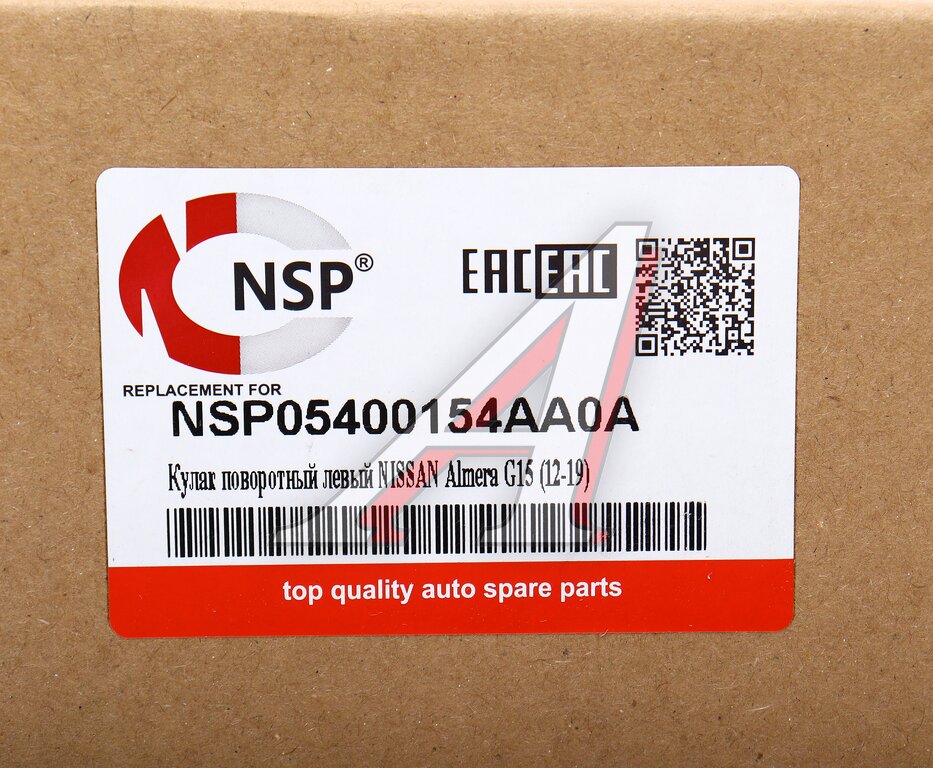 NSP®
EAC EAC
REPLACEMENT FOR
NSP05400154AA0A
Кулак поворотный левый NISSAN Almera G15 (12-19)
top quality auto spare parts